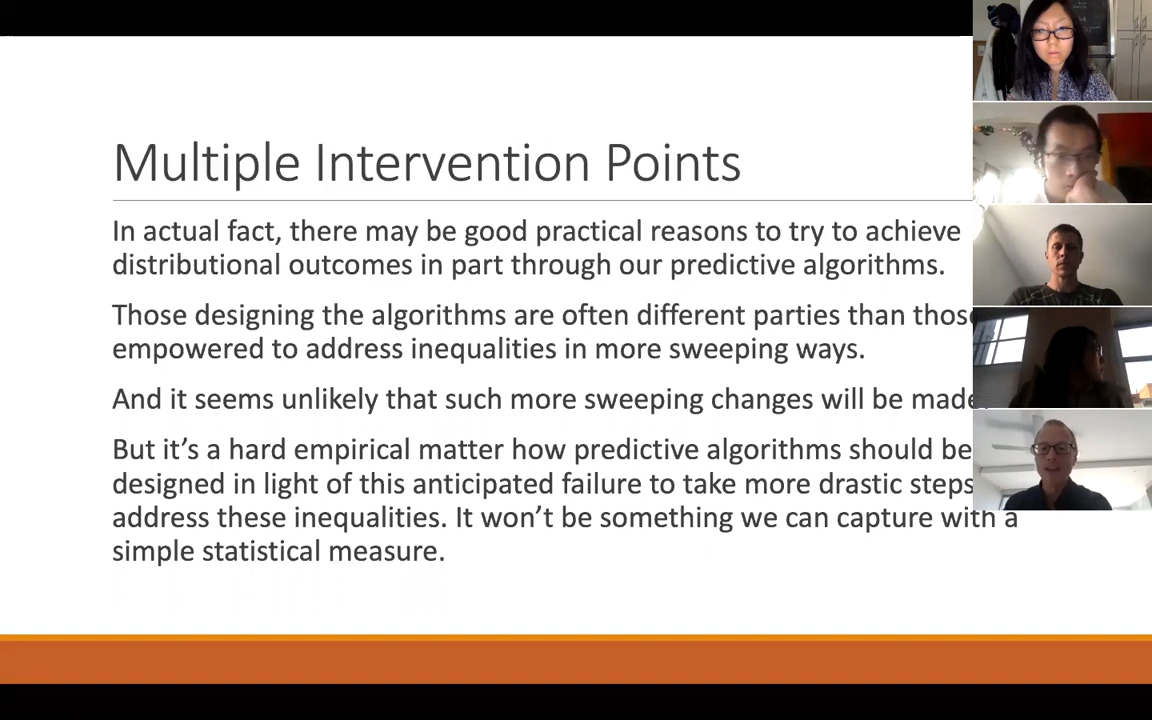 Multiple Intervention Points
In actual fact, there may be good practical reasons to try to achieve
distributional outcomes in part through our predictive algorithms.
Those designing the algorithms are often different parties than those
empowered to address inequalities in more sweeping ways.
And it seems unlikely that such more sweeping changes will be made.
But it’s a hard empirical matter how predictive algorithms should be
designed in light of this anticipated failure to take more drastic steps
address these inequalities. It won’t be something we can capture with a
simple statistical measure.